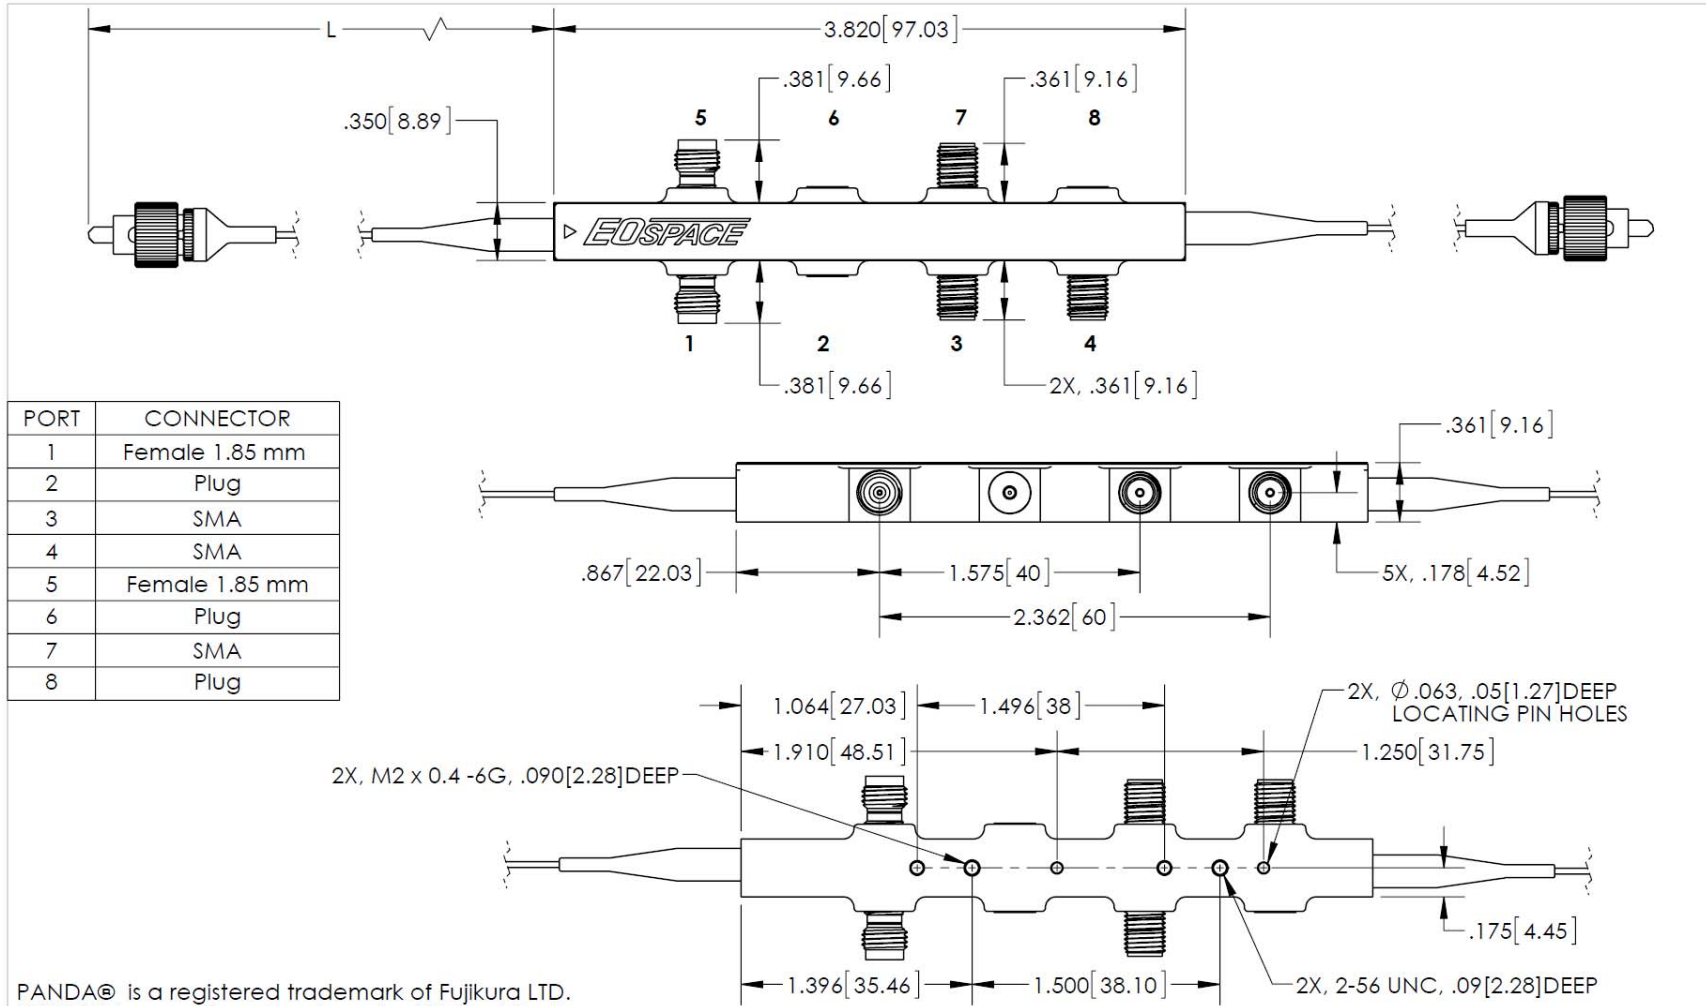 L
3.820[97.03]
.381[9.66]
.361[9.16]
.350[8.89]
5
6
7
8
EOSPACE
1
2
3
4
.381[9.66]
2X, .361[9.16]
PORT CONNECTOR
1 Female 1.85 mm
2 Plug
3 SMA
4 SMA
5 Female 1.85 mm
6 Plug
7 SMA
8 Plug
.361[9.16]
.867[22.03]
1.575[40]
5X, .178[4.52]
2.362[60]
1.064[27.03]
1.496[38]
2X, Ø.063, .05[1.27]DEEP
LOCATING PIN HOLES
1.910[48.51]
1.250[31.75]
2X, M2 x 0.4 -6G, .090[2.28]DEEP
.175[4.45]
1.396[35.46]
1.500[38.10]
2X, 2-56 UNC, .09[2.28]DEEP
PANDA® is a registered trademark of Fujikura LTD.